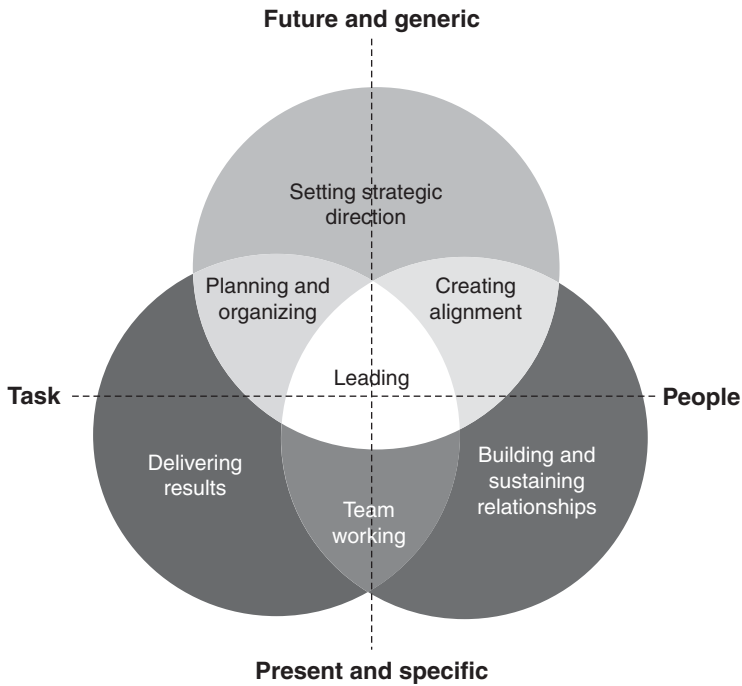 Future and generic
Setting strategic
direction
Planning and
organizing
Creating
alignment
Leading
Task
People
Delivering
results
Building and
sustaining
relationships
Team
working
Present and specific